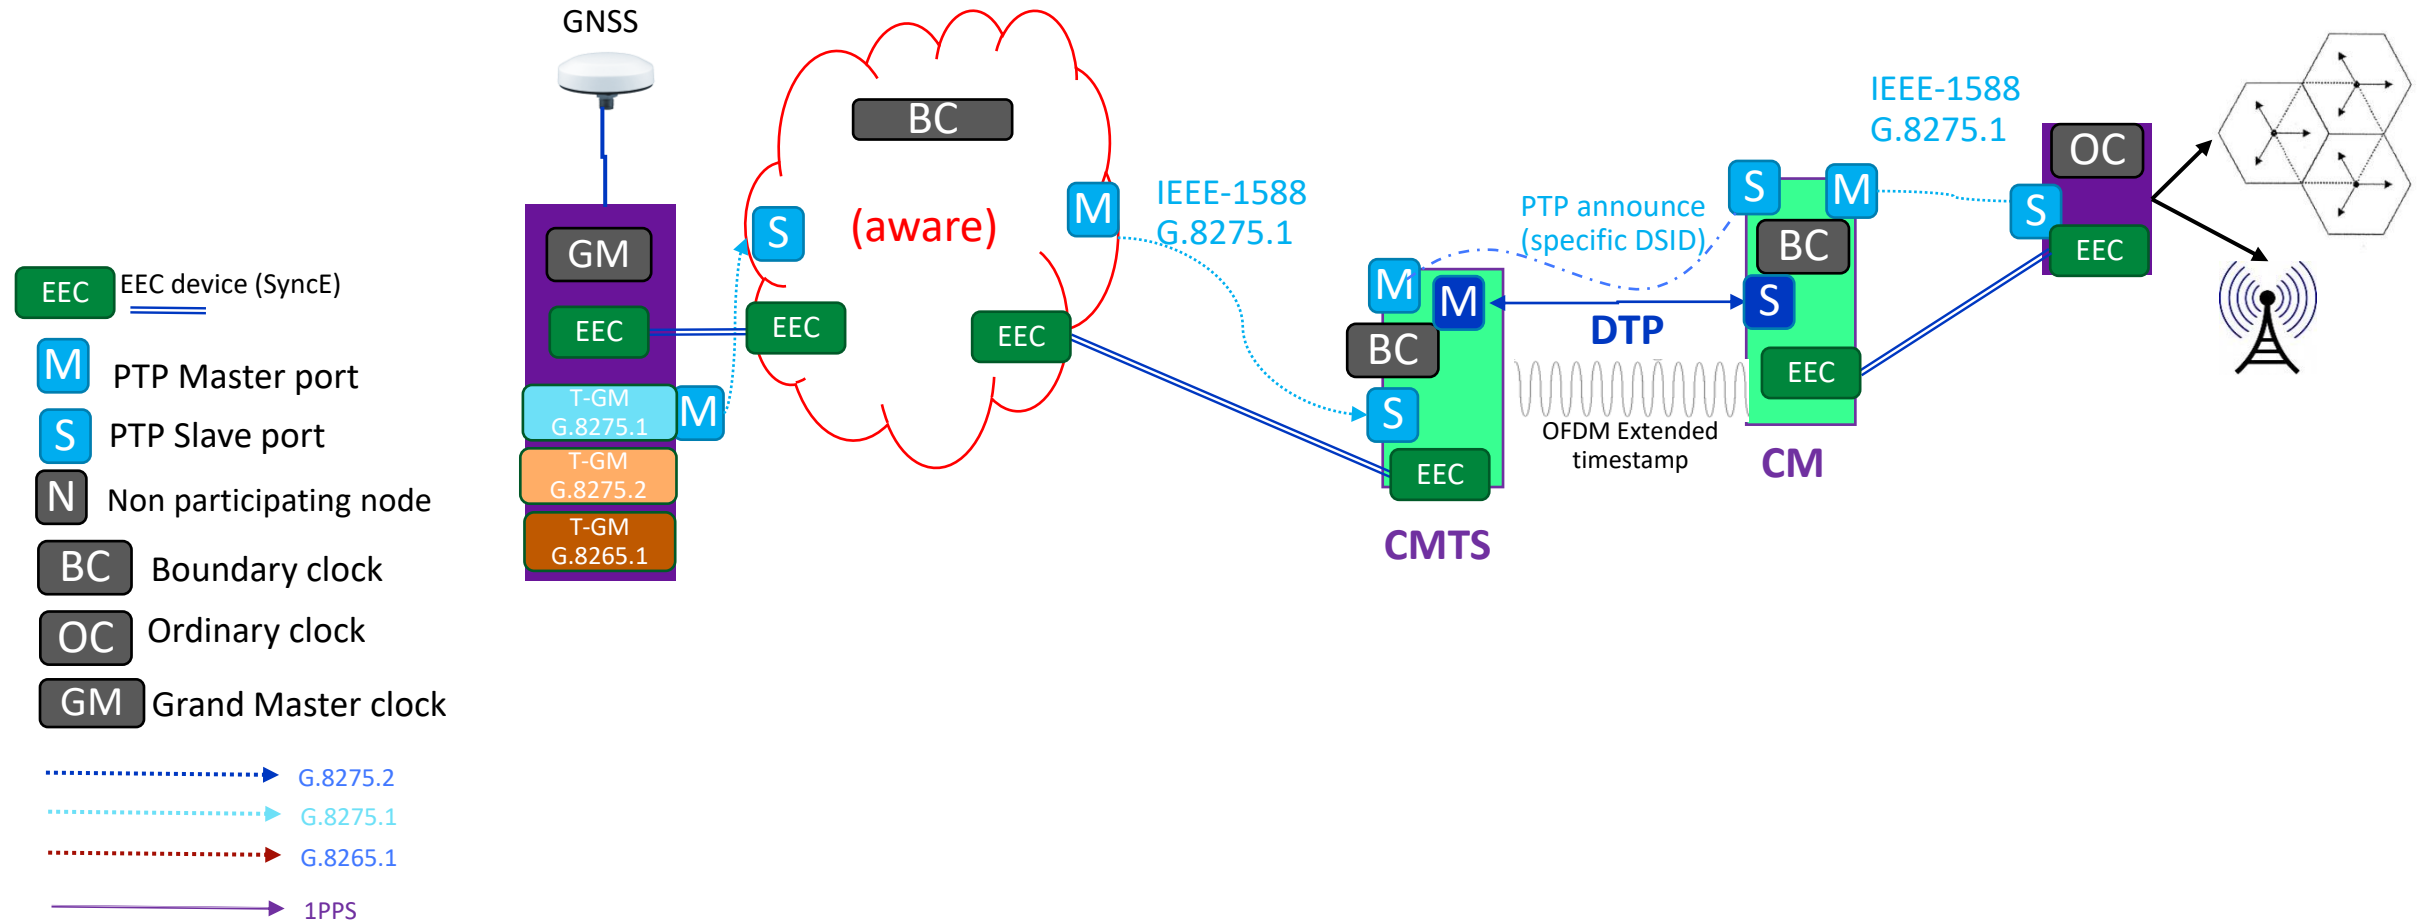 GNSS
GM
EEC
T-GM
G.8275.1
M
T-GM
G.8275.2
T-GM
G.8265.1
BC
(aware)
S
M
EEC
EEC
IEEE-1588
G.8275.1
M
M
BC
S
EEC
CMTS
PTP announce
(specific DSID)
DTP
OFDM Extended
timestamp
S
M
BC
S
EEC
CM
IEEE-1588
G.8275.1
OC
S
EEC
EEC
EEC device (SyncE)
M
PTP Master port
S
PTP Slave port
N
Non participating node
BC
Boundary clock
OC
Ordinary clock
GM
Grand Master clock
G.8275.2
G.8275.1
G.8265.1
1PPS